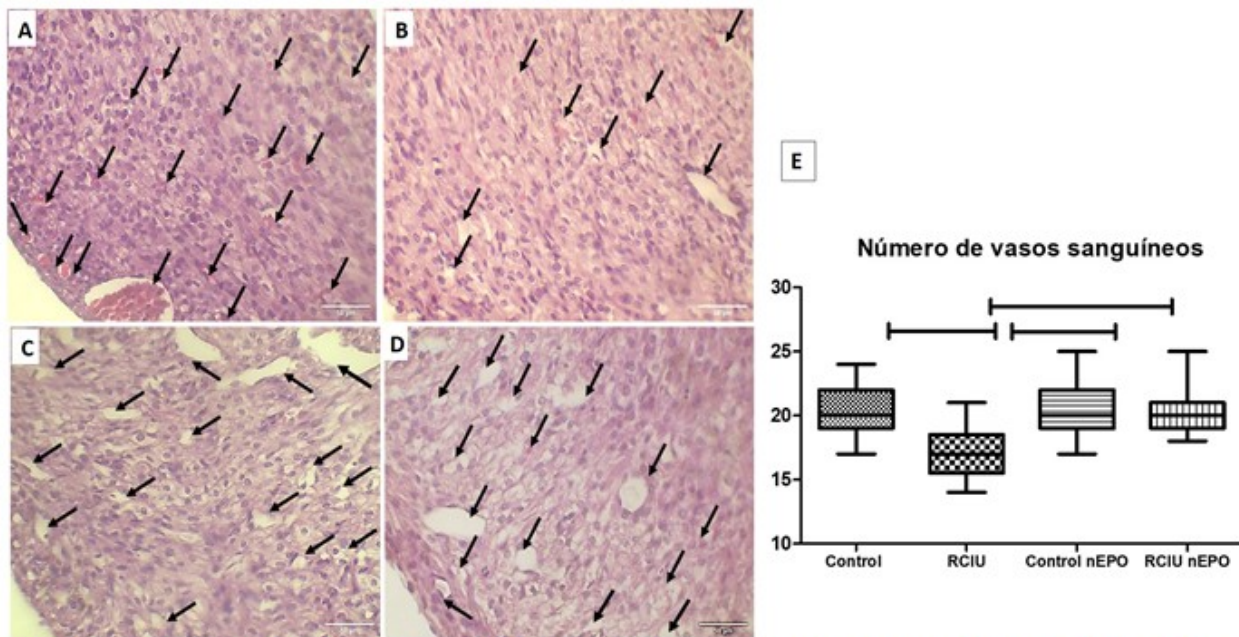 A
B
C
D
E
Número de vasos sanguíneos
30
25
20
15
10
Control
RCIU
Control nEPO
RCIU nEPO